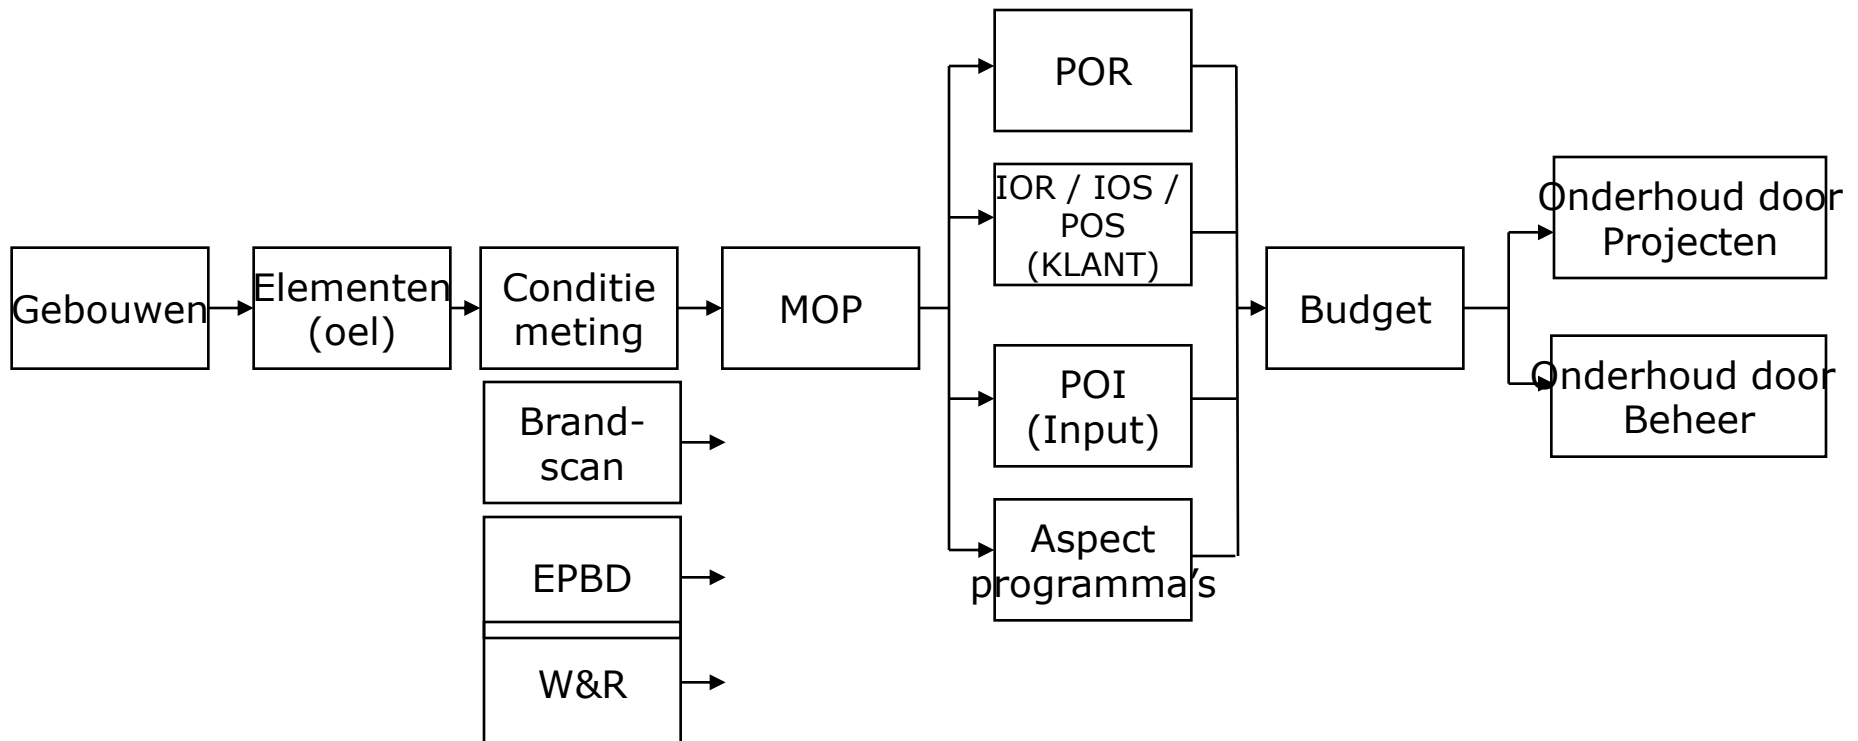 Gebouwen
Elementen
(oel)
Conditie
meting
Brand-
scan
EPBD
W&R
MOP
POR
IOR / IOS /
POS
(KLANT)
POI
(Input)
Aspect
programma's
Budget
Onderhoud door
Projecten
Onderhoud door
Beheer